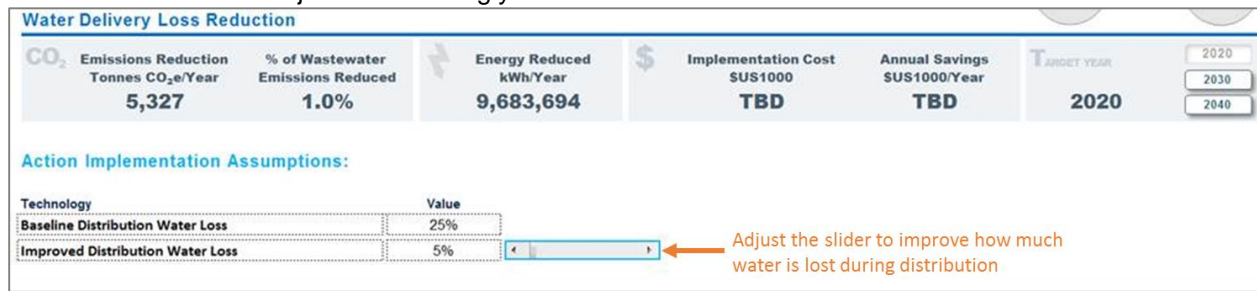 Water Delivery Loss Reduction
CO₂ Emissions Reduction % of Wastewater Energy Reduced $ Implementation Cost Annual Savings TARGET YEAR 2020
Tonnes CO₂e/Year Emissions Reduced kWh/Year $US1000 $US1000/Year 2030
5,327 1.0% 9,683,694 TBD TBD 2020 2040
Action Implementation Assumptions:
Technology Value
Baseline Distribution Water Loss 25%
Improved Distribution Water Loss 5%
Adjust the slider to improve how much
water is lost during distribution